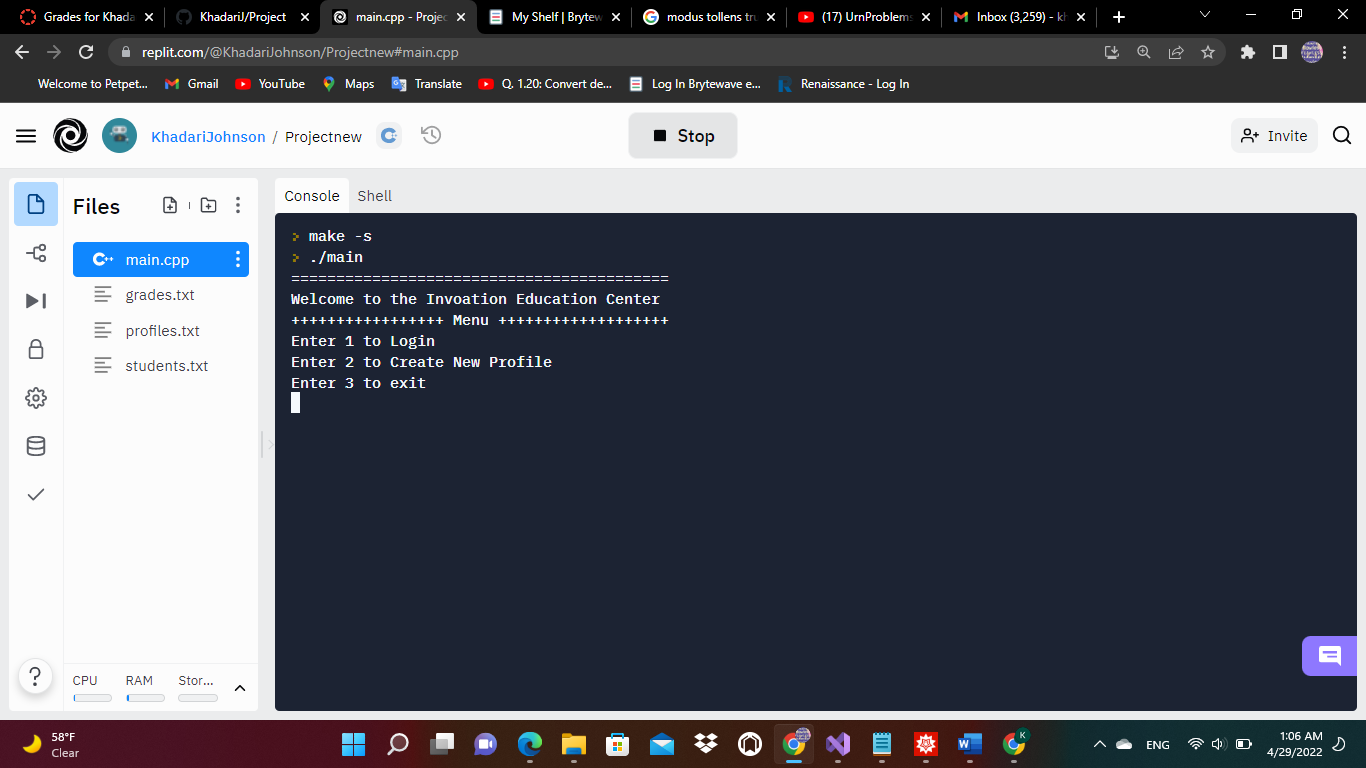 Grades for Khada
KhadariJ/Project
main.cpp - Projec
My Shelf | Brytew
modus tollens tru
(17) UrnProblems
Inbox (3,259) - kh
replit.com/@KhadariJohnson/Projectnew#main.cpp
Welcome to Petpet...
Gmail
YouTube
Maps
Translate
Q. 1.20: Convert de...
Log In Brytewave e...
Renaissance - Log In
KhadariJohnson / Projectnew
Stop
Invite
Files
main.cpp
grades.txt
profiles.txt
students.txt
CPU RAM Stor...
Console Shell
> make -s
> ./main
==========================================
Welcome to the Invoation Education Center
+++++++++++++++++ Menu +++++++++++++++++++
Enter 1 to Login
Enter 2 to Create New Profile
Enter 3 to exit
58°F
Clear
ENG
1:06 AM
4/29/2022